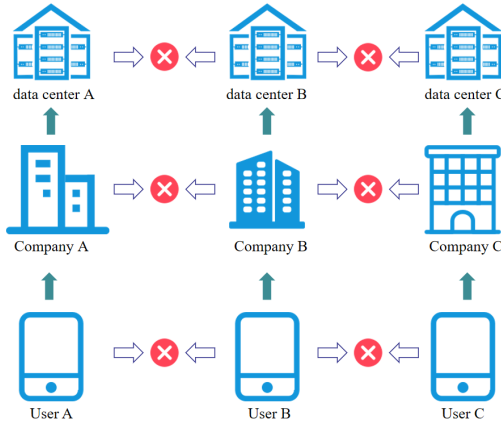 data center A
data center B
data center C
Company A
Company B
Company C
User A
User B
User C